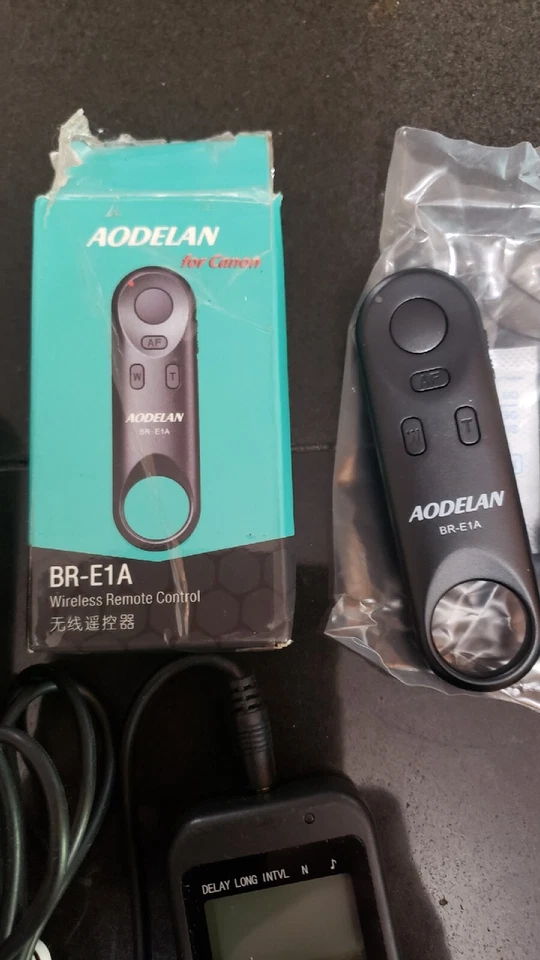 AODELAN
for Canon
AF
W T
AODELAN
BR-E1A
BR-E1A
Wireless Remote Control
无线遥控器
AF
W T
AODELAN
BR-E1A
DELAY LONG INTVL N ♪